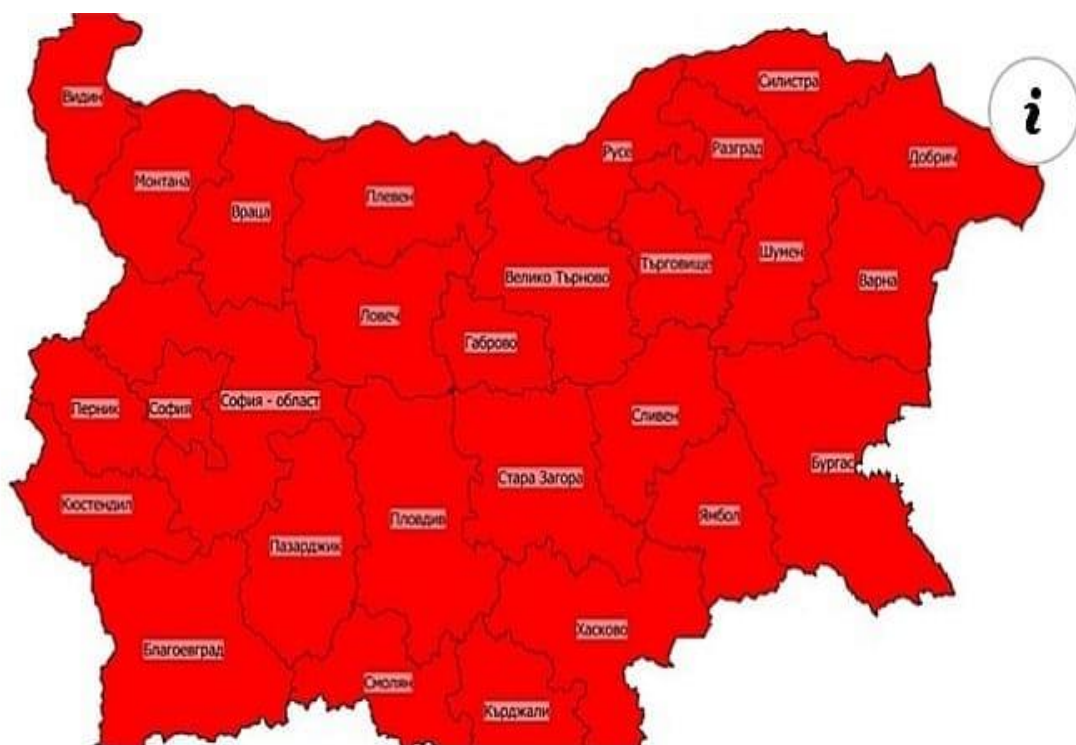 Видин
Силистра
i
Русе
Разград
Добрич
Монтана
Плевен
Враца
Велико Търново
Търговище
Шумен
Варна
Ловеч
Габрово
Перник
София
София - област
Сливен
Бургас
Стара Загора
Кюстендил
Пловдив
Янбол
Пазарджик
Хасково
Благоевград
Смолян
Кърджали